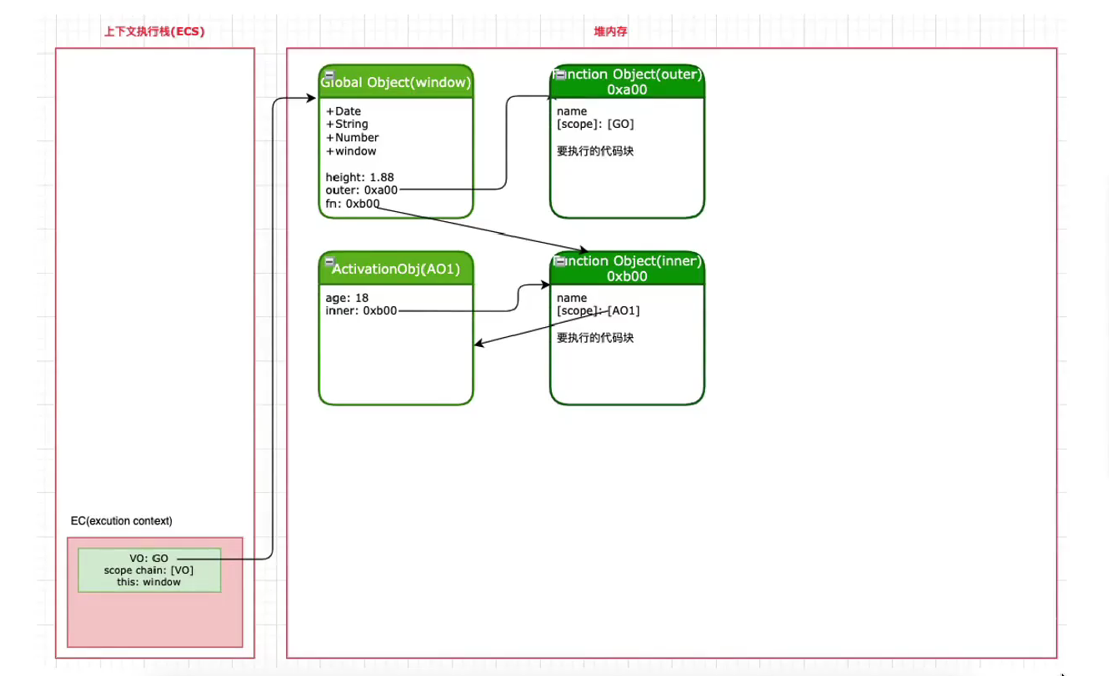 上下文执行栈(ECS)
堆内存
Global Object(window)
+Date
+String
+Number
+window
height: 1.88
outer: 0xa00
fn: 0xb00
Function Object(outer)
0xa00
name
[scope]: [GO]
要执行的代码块
ActivationObj(AO1)
age: 18
inner: 0xb00
Function Object(inner)
0xb00
name
[scope]: [AO1]
要执行的代码块
EC(excution context)
VO: GO
scope chain: [VO]
this: window